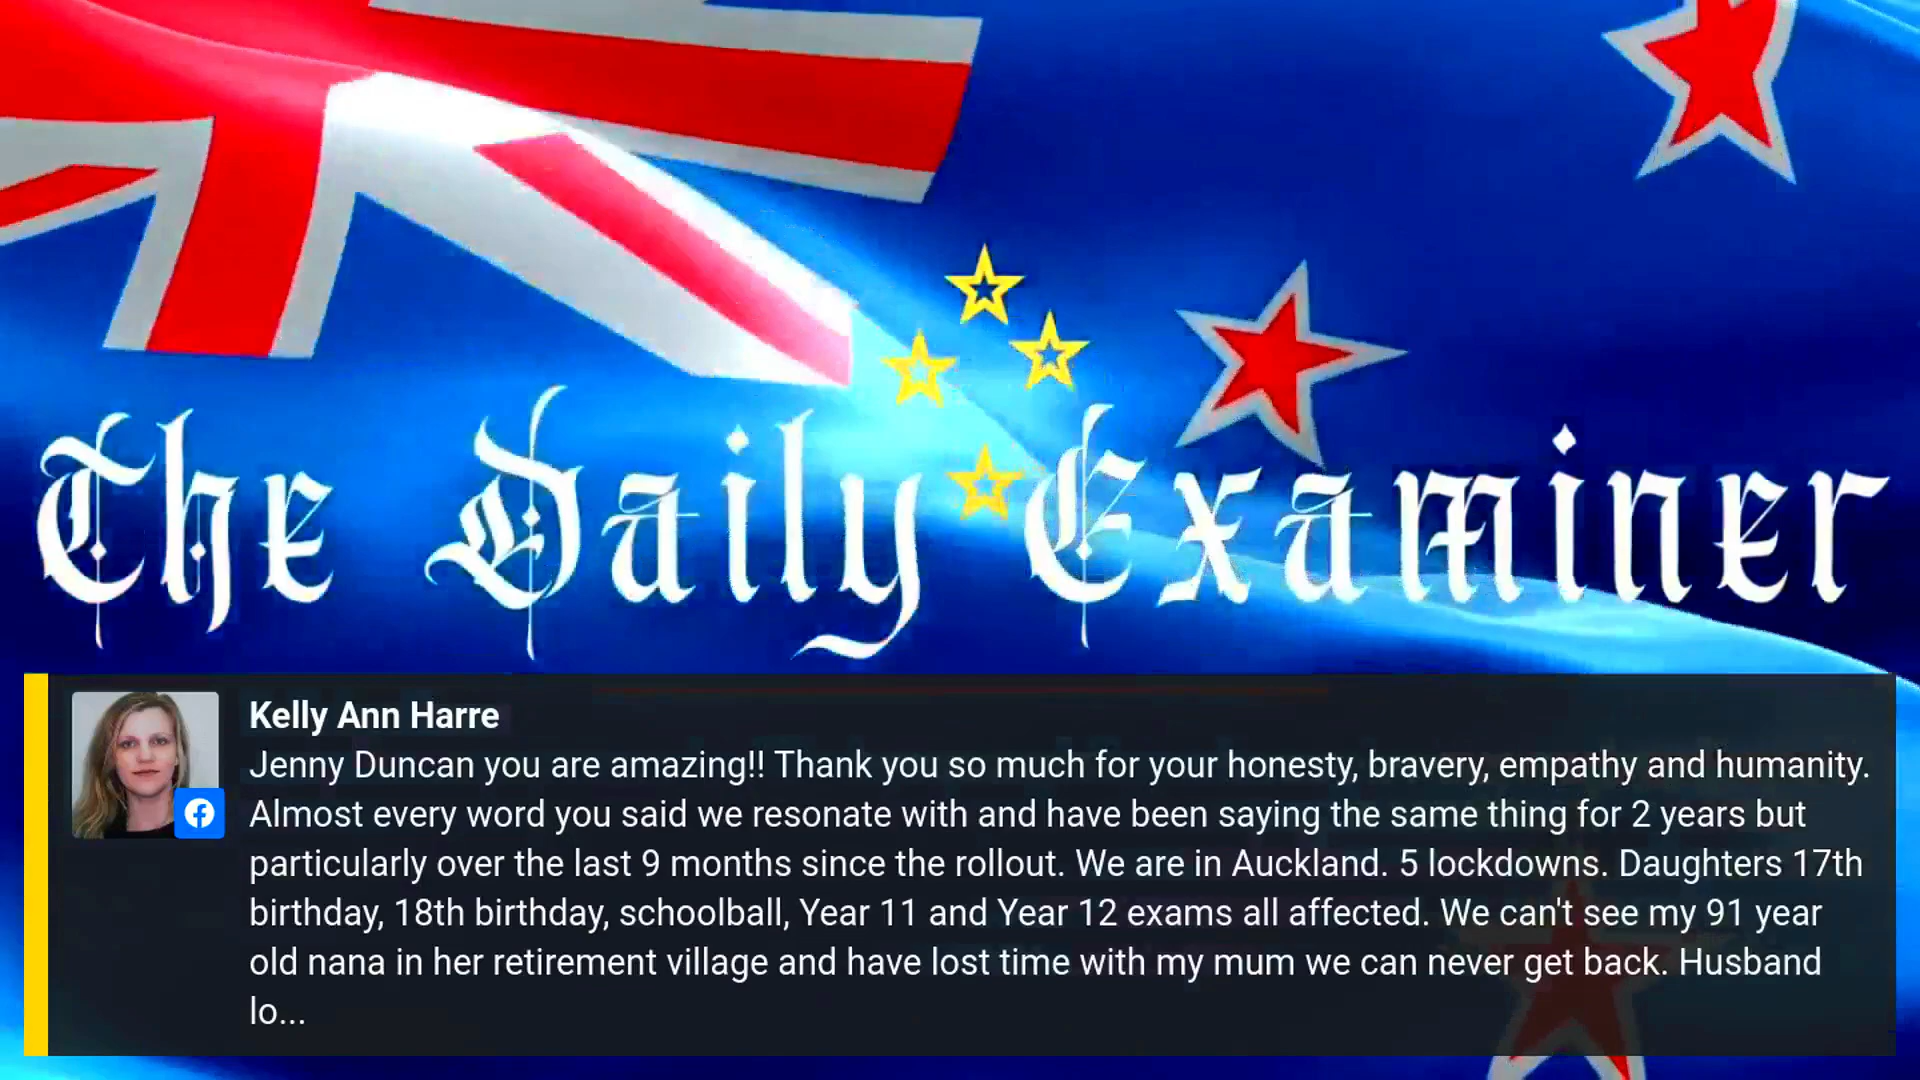 The Daily Examiner
Kelly Ann Harre
Jenny Duncan you are amazing!! Thank you so much for your honesty, bravery, empathy and humanity.
Almost every word you said we resonate with and have been saying the same thing for 2 years but
particularly over the last 9 months since the rollout. We are in Auckland. 5 lockdowns. Daughters 17th
birthday, 18th birthday, schoolball, Year 11 and Year 12 exams all affected. We can't see my 91 year
old nana in her retirement village and have lost time with my mum we can never get back. Husband
lo...